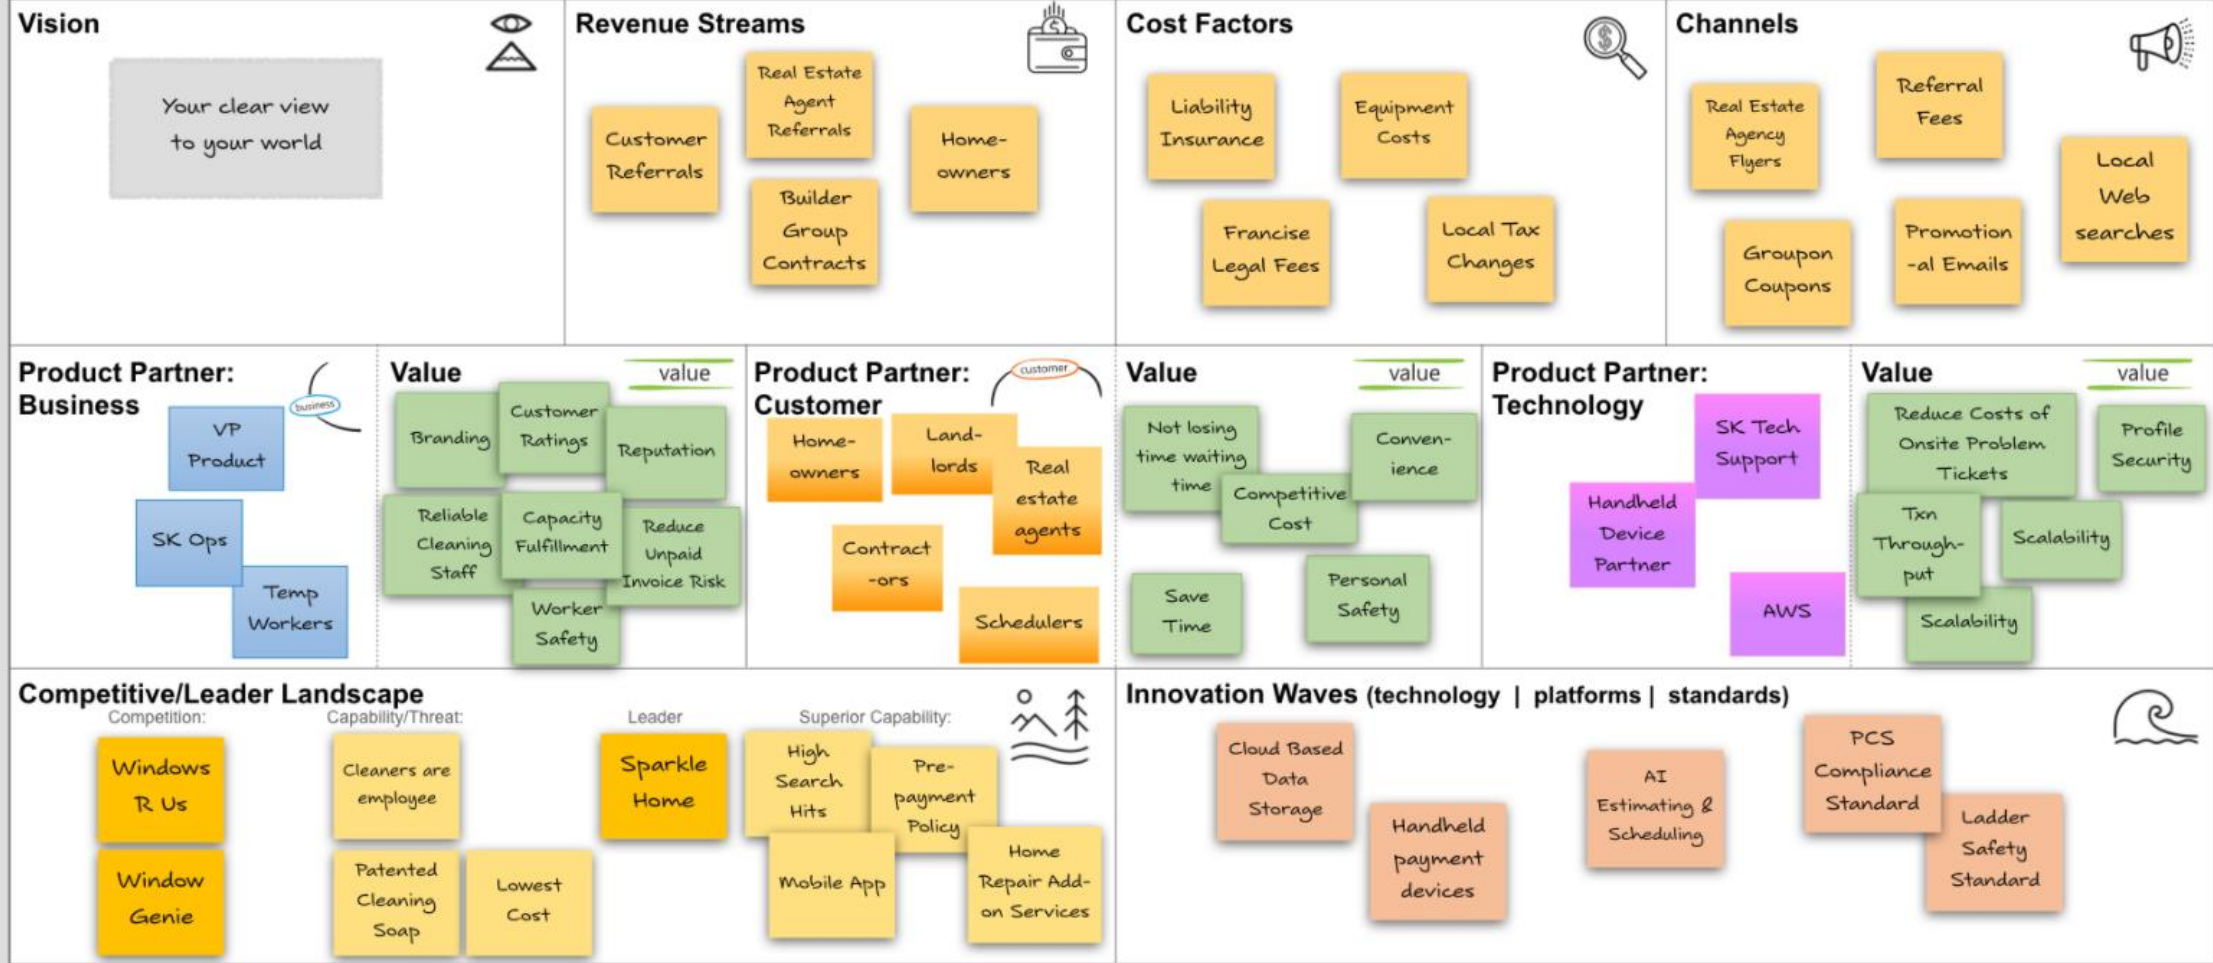 Vision
Your clear view
to your world
Revenue Streams
Customer
Referrals
Real Estate
Agent
Referrals
Builder
Group
Contracts
Home-
owners
Cost Factors
Liability
Insurance
Equipment
Costs
Francise
Legal Fees
Local Tax
Changes
Channels
Real Estate
Agency
Flyers
Referral
Fees
Local
Web
searches
Groupon
Coupons
Promotion
-al Emails
Product Partner:
Business
business
VP
Product
SK Ops
Temp
Workers
Value
value
Branding
Customer
Ratings
Reputation
Reliable
Cleaning
Staff
Capacity
Fulfillment
Reduce
Unpaid
Invoice Risk
Worker
Safety
Product Partner:
Customer
customer
Home-
owners
Land-
lords
Real
estate
agents
Contract
-ors
Schedulers
Value
value
Not losing
time waiting
time
Conven-
ience
Competitive
Cost
Save
Time
Personal
Safety
Product Partner:
Technology
SK Tech
Support
Handheld
Device
Partner
AWS
Value
value
Reduce Costs of
Onsite Problem
Tickets
Profile
Security
Txn
Through-
put
Scalability
Scalability
Competitive/Leader Landscape
Competition:
Windows
R Us
Window
Genie
Capability/Threat:
Cleaners are
employee
Patented
Cleaning
Soap
Lowest
Cost
Leader
Sparkle
Home
Superior Capability:
High
Search
Hits
Pre-
payment
Policy
Mobile App
Home
Repair Add-
on Services
Innovation Waves (technology | platforms | standards)
Cloud Based
Data
Storage
Handheld
payment
devices
AI
Estimating &
Scheduling
PCS
Compliance
Standard
Ladder
Safety
Standard